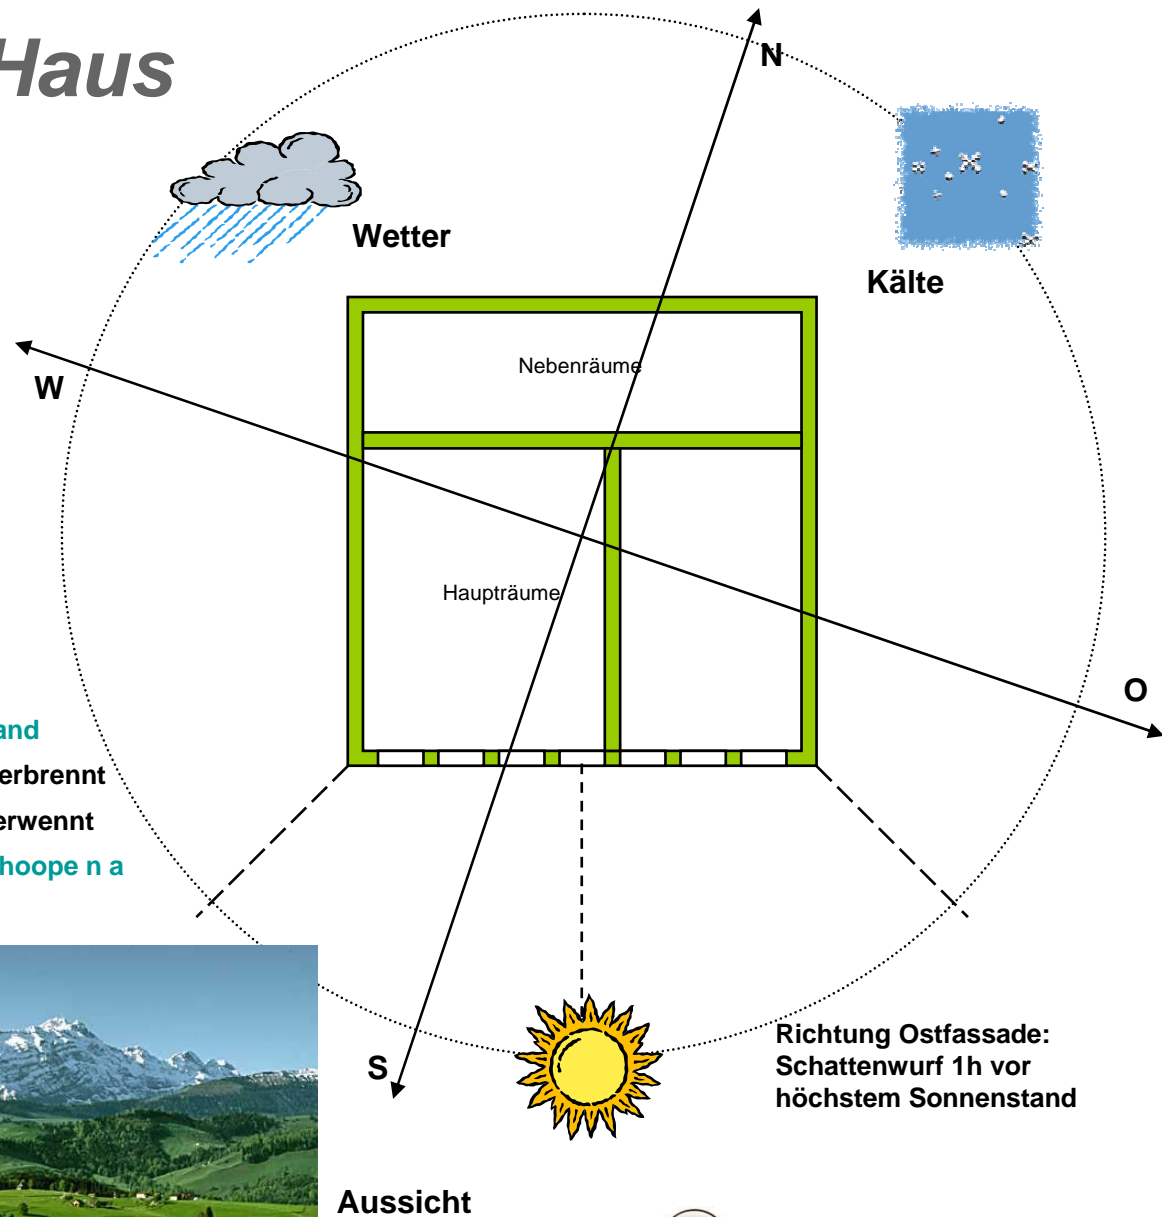 Haus
N
Wetter
Kälte
W
Nebenräume
Haupträume
O
and
erbrennt
erwennt
hoope n a
S
Richtung Ostfassade:
Schattenwurf 1h vor
höchstem Sonnenstand
Aussicht